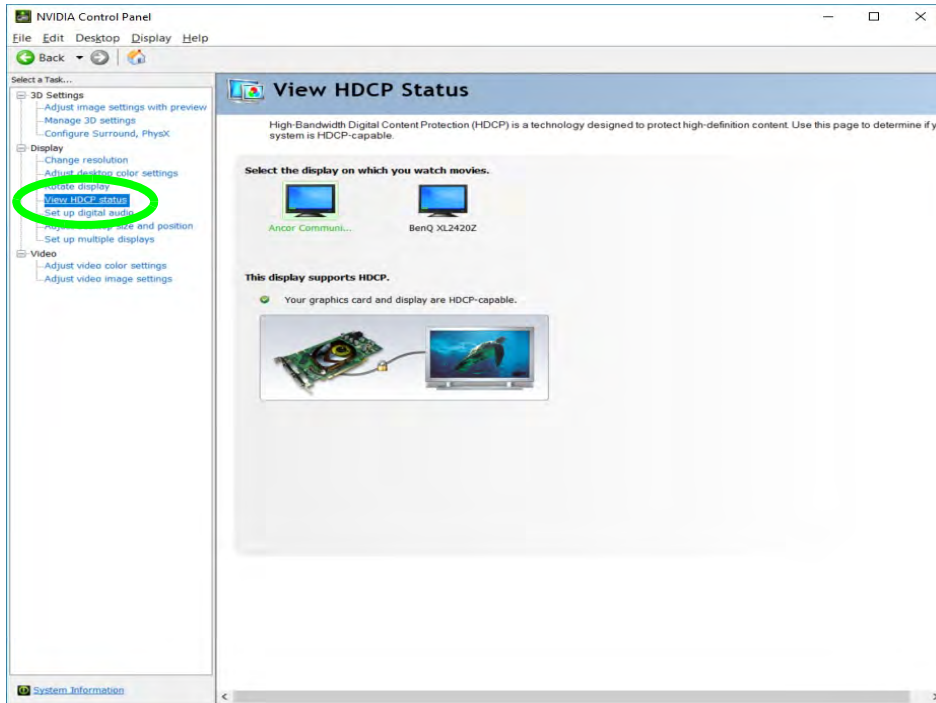 NVIDIA Control Panel
File Edit Desktop Display Help
Back
Select a Task...
3D Settings
Adjust image settings with preview
Manage 3D settings
Configure Surround, PhysX
Display
Change resolution
Adjust desktop color settings
Rotate display
View HDCP status
Set up digital audio
Adjust desktop size and position
Set up multiple displays
Video
Adjust video color settings
Adjust video image settings
System Information
View HDCP Status
High-Bandwidth Digital Content Protection (HDCP) is a technology designed to protect high-definition content. Use this page to determine if y
system is HDCP-capable.
Select the display on which you watch movies.
Ancor Communi...
BenQ XL2420Z
This display supports HDCP.
Your graphics card and display are HDCP-capable.